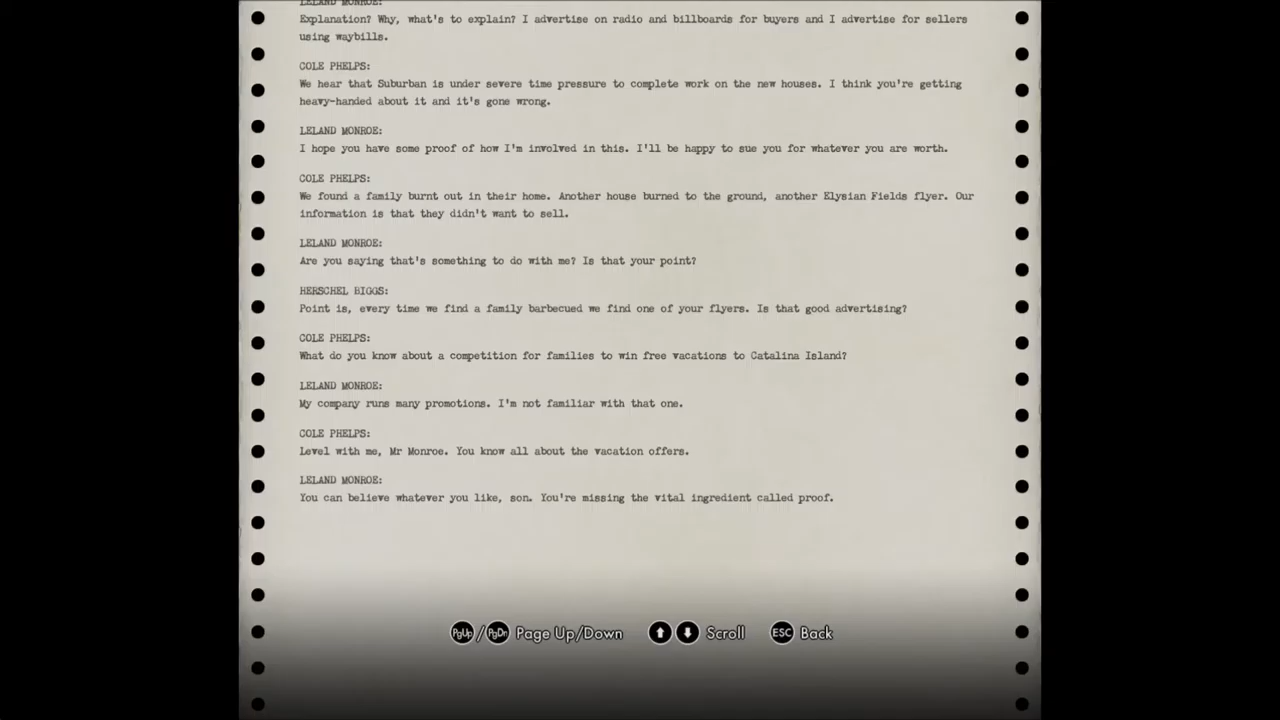 LELAND MONROE:
Explanation? Why, what's to explain? I advertise on radio and billboards for buyers and I advertise for sellers
using waybills.
COLE PHELPS:
We hear that Suburban is under severe time pressure to complete work on the new houses. I think you're getting
heavy-handed about it and it's gone wrong.
LELAND MONROE:
I hope you have some proof of how I'm involved in this. I'll be happy to sue you for whatever you are worth.
COLE PHELPS:
We found a family burnt out in their home. Another house burned to the ground, another Elysian Fields flyer. Our
information is that they didn't want to sell.
LELAND MONROE:
Are you saying that's something to do with me? Is that your point?
HERSCHEL BIGGS:
Point is, every time we find a family barbecued we find one of your flyers. Is that good advertising?
COLE PHELPS:
What do you know about a competition for families to win free vacations to Catalina Island?
LELAND MONROE:
My company runs many promotions. I'm not familiar with that one.
COLE PHELPS:
Level with me, Mr Monroe. You know all about the vacation offers.
LELAND MONROE:
You can believe whatever you like, son. You're missing the vital ingredient called proof.
PgUp / PgDn Page Up/Down Scroll ESC Back